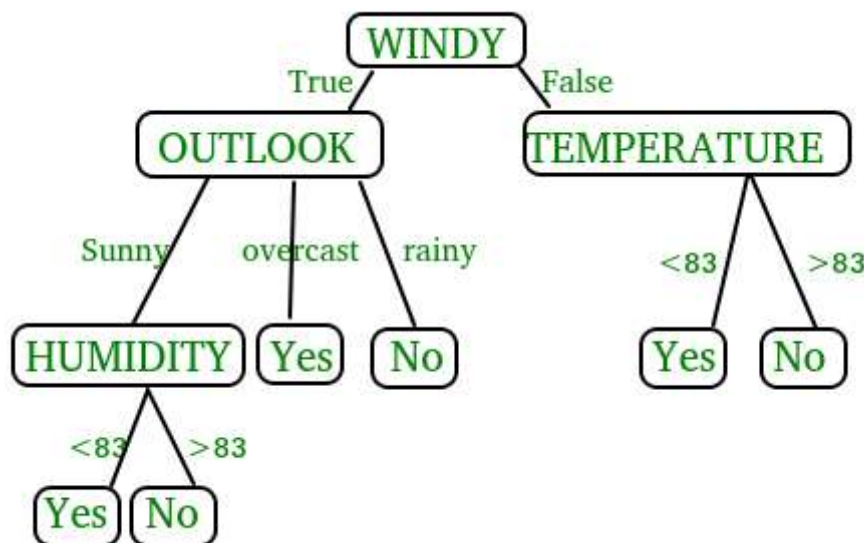 WINDY
True False
OUTLOOK TEMPERATURE
Sunny overcast rainy <83 >83
HUMIDITY Yes No Yes No
<83 >83
Yes No